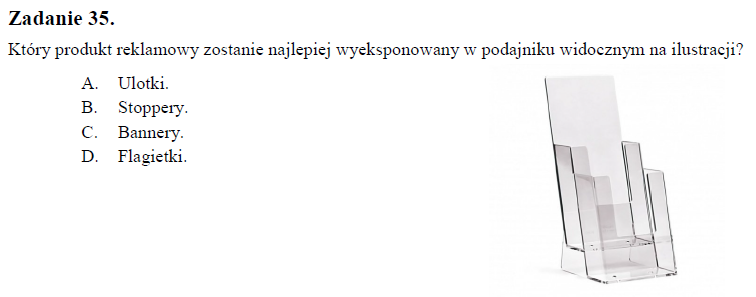 Zadanie 35.
Który produkt reklamowy zostanie najlepiej wyeksponowany w podajniku widocznym na ilustracji?
A. Ulotki.
B. Stoppery.
C. Bannery.
D. Flagietki.